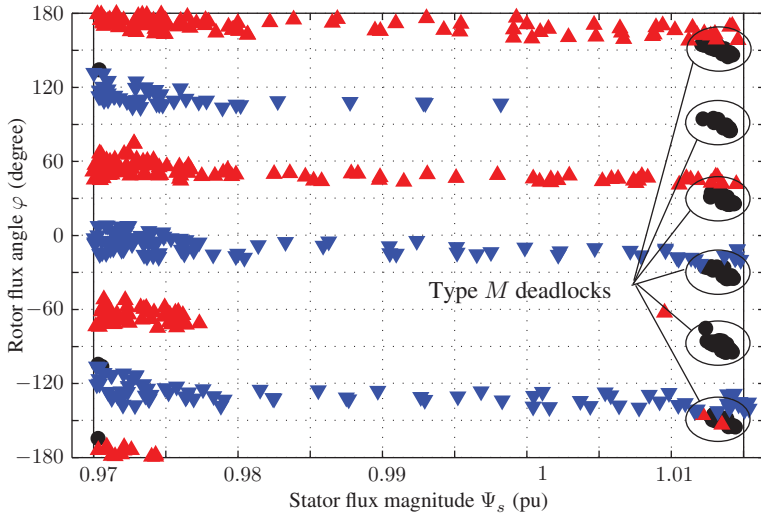 180
120
60
0
−60
−120
−180
Rotor flux angle φ (degree)
Type M deadlocks
0.97 0.98 0.99 1 1.01
Stator flux magnitude Ψs (pu)